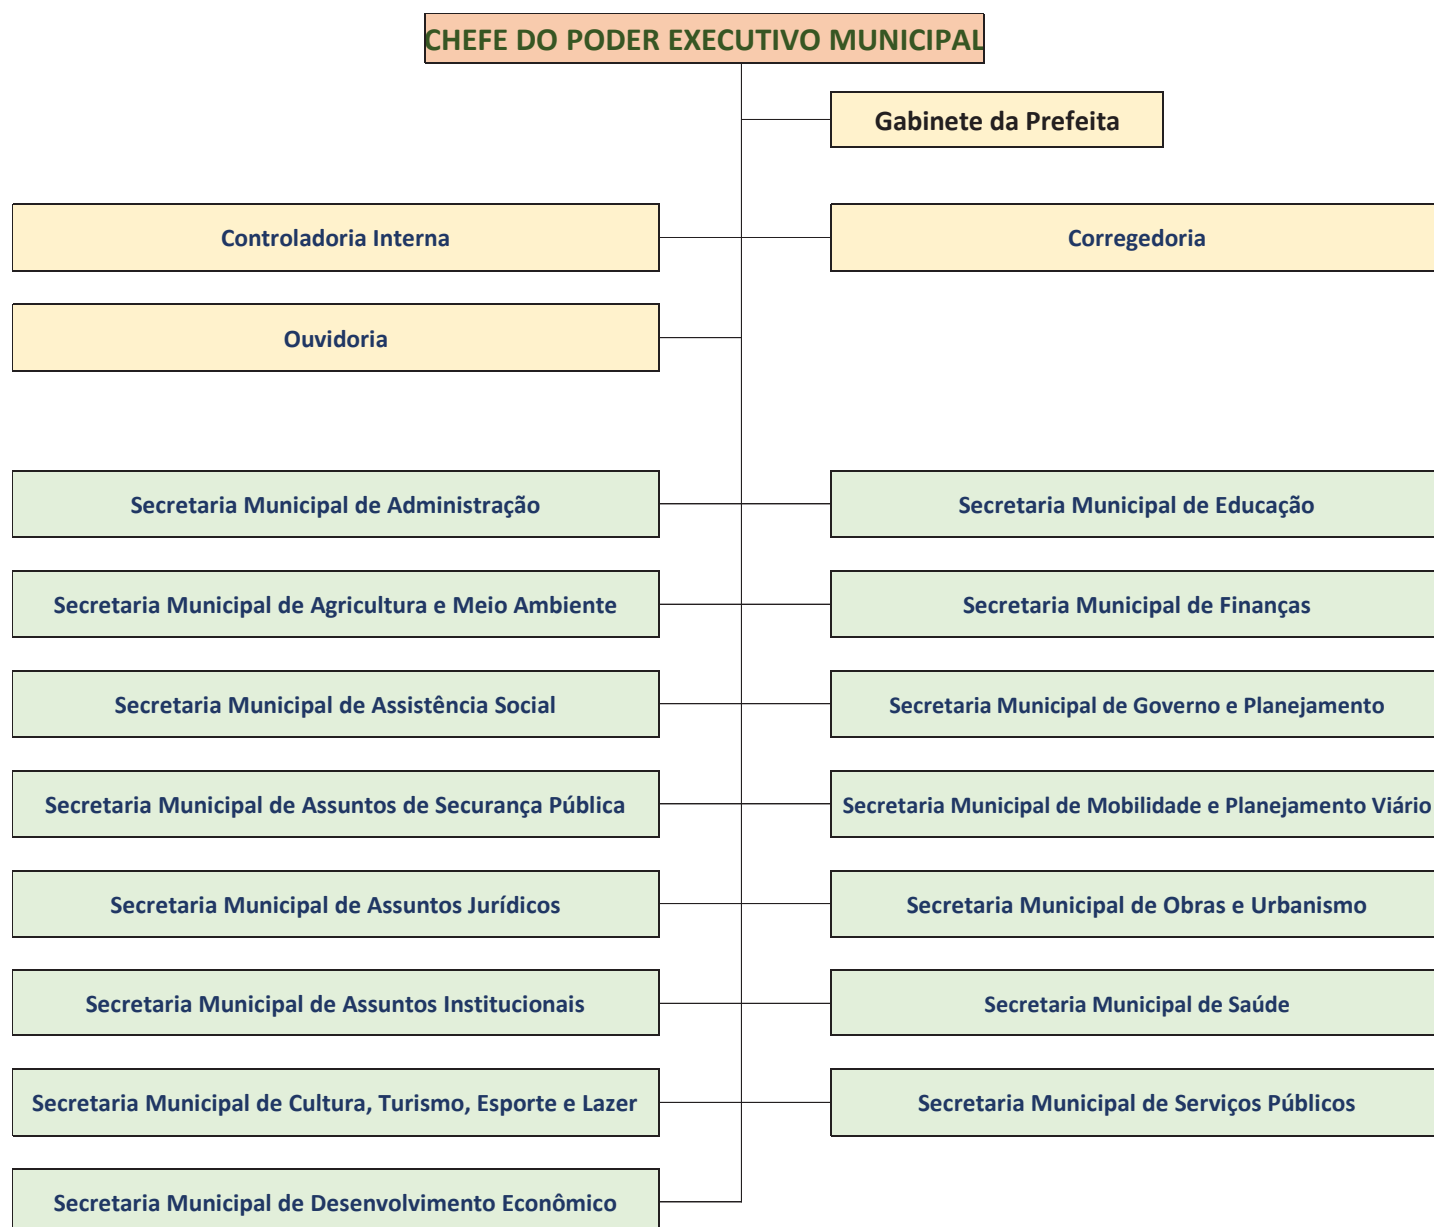 CHEFE DO PODER EXECUTIVO MUNICIPAL
Gabinete da Prefeita
Controladoria Interna
Corregedoria
Ouvidoria
Secretaria Municipal de Administração
Secretaria Municipal de Educação
Secretaria Municipal de Agricultura e Meio Ambiente
Secretaria Municipal de Finanças
Secretaria Municipal de Assistência Social
Secretaria Municipal de Governo e Planejamento
Secretaria Municipal de Assuntos de Securança Pública
Secretaria Municipal de Mobilidade e Planejamento Viário
Secretaria Municipal de Assuntos Jurídicos
Secretaria Municipal de Obras e Urbanismo
Secretaria Municipal de Assuntos Institucionais
Secretaria Municipal de Saúde
Secretaria Municipal de Cultura, Turismo, Esporte e Lazer
Secretaria Municipal de Serviços Públicos
Secretaria Municipal de Desenvolvimento Econômico